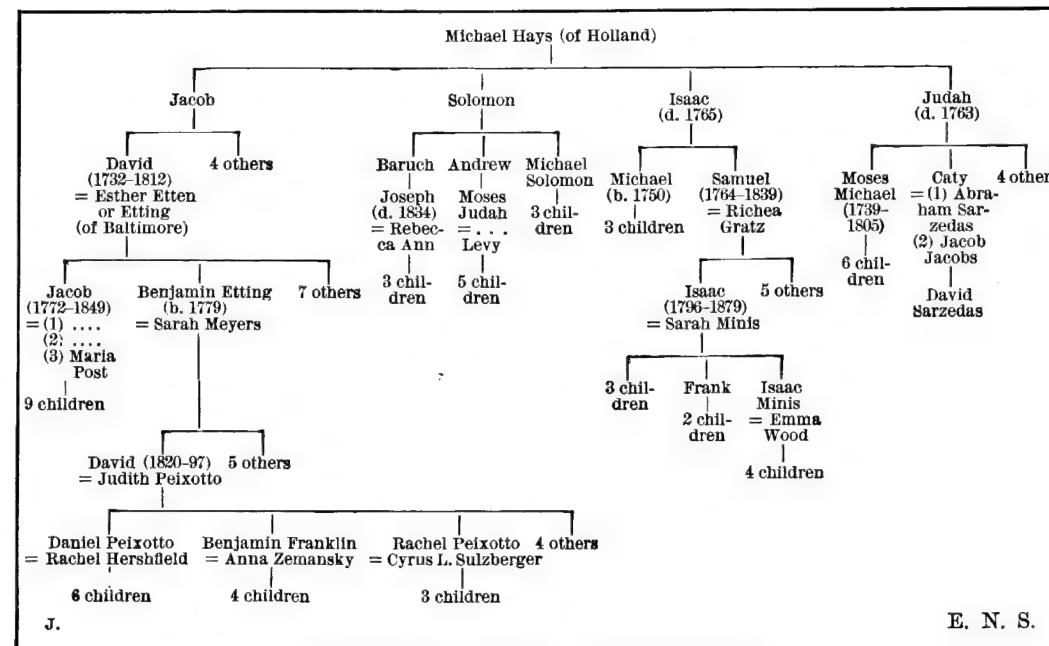 Michael Hays (of Holland)
Jacob
Solomon
Isaac
(d. 1765)
Judah
(d. 1763)
David
(1732–1812)
= Esther Etten
or Etting
(of Baltimore)
4 others
Baruch
Joseph
(d. 1834)
= Rebec-
ca Ann
3 chil-
dren
Andrew
Moses
Judah
= . . .
Levy
5 chil-
dren
Michael
Solomon
3 chil-
dren
Michael
(b. 1750)
3 children
Samuel
(1764–1839)
= Richea
Gratz
Moses
Michael
(1739–
1805)
6 chil-
dren
Caty
= (1) Abra-
ham Sar-
zedas
(2) Jacob
Jacobs
David
Sarzedas
4 other
Jacob
(1772–1849)
= (1) ....
(2) ....
(3) Maria
Post
9 children
Benjamin Etting
(b. 1779)
= Sarah Meyers
7 others
Isaac
(1796–1879)
= Sarah Minis
5 others
3 chil-
dren
Frank
2 chil-
dren
Isaac
Minis
= Emma
Wood
4 children
David (1820–97)
= Judith Peixotto
5 others
Daniel Peixotto
= Rachel Hershfield
6 children
Benjamin Franklin
= Anna Zemansky
4 children
Rachel Peixotto
= Cyrus L. Sulzberger
3 children
4 others
J.
E. N. S.